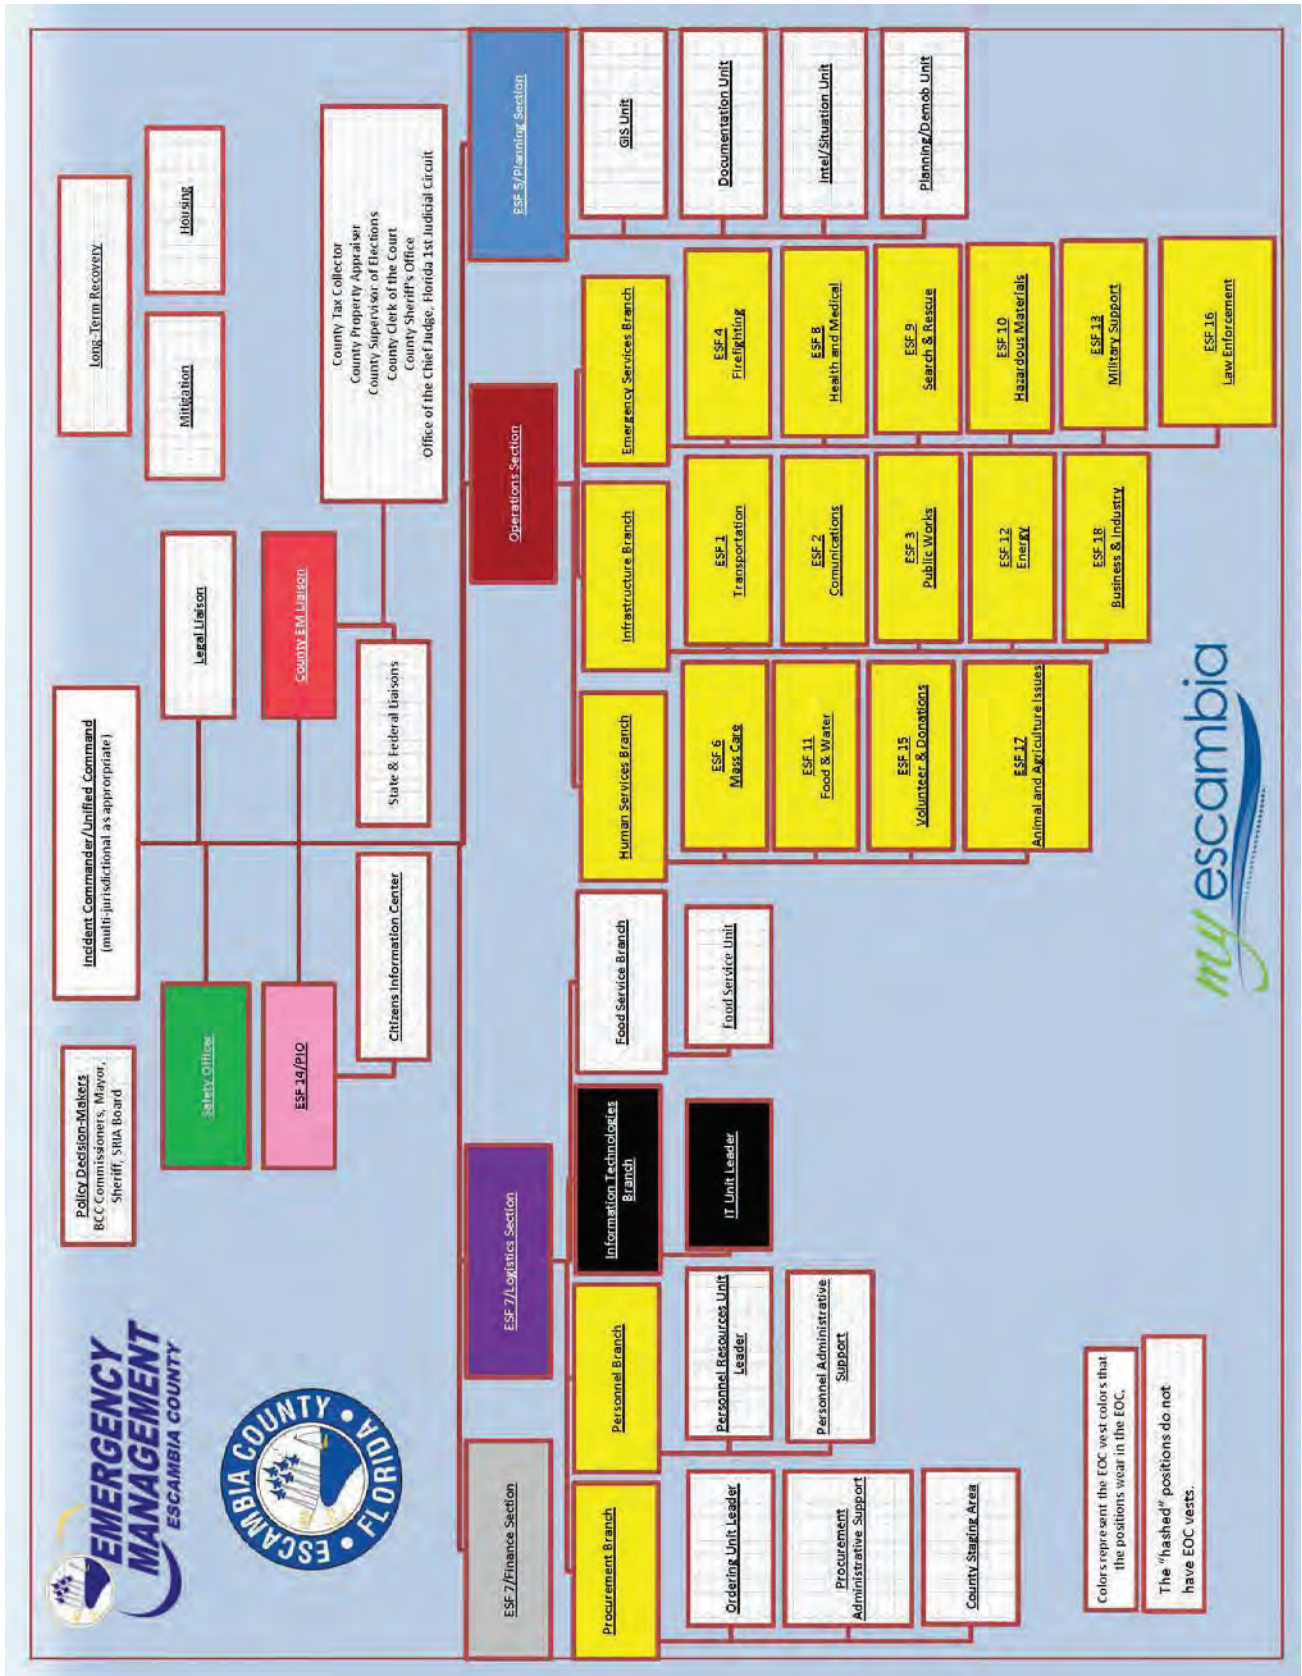 EMERGENCY
MANAGEMENT
ESCAMBIA COUNTY
ESCAMBIA COUNTY • FLORIDA •
Policy Decision-Makers
BCC Commissioners, Mayor,
Sheriff, SRIA Board
Incident Commander/Unified Command
(multi-jurisdictional as approrpriate)
Long-Term Recovery
Mitigation
Housing
Safety Officer
Legal Liaison
ESF 14/PIO
County EM Liaison
Citizens Information Center
State & Federal Liaisons
County Tax Collector
County Property Appraiser
County Supervisor of Elections
County Clerk of the Court
County Sheriff's Office
Office of the Chief Judge, Florida 1st Judicial Circuit
ESF 7/Finance Section
ESF 7/Logistics Section
Operations Section
ESF 5/Planning Section
Procurement Branch
Ordering Unit Leader
Procurement
Administrative Support
County Staging Area
Personnel Branch
Personnel Resources Unit
Leader
Personnel Administrative
Support
Information Technologies
Branch
IT Unit Leader
Food Service Branch
Food Service Unit
Human Services Branch
ESF 6
Mass Care
ESF 11
Food & Water
ESF 15
Volunteer & Donations
ESF 17
Animal and Agriculture Issues
Infrastructure Branch
ESF 1
Transportation
ESF 2
Comunications
ESF 3
Public Works
ESF 12
Energy
ESF 18
Business & Industry
Emergency Services Branch
ESF 4
Firefighting
ESF 8
Health and Medical
ESF 9
Search & Rescue
ESF 10
Hazardous Materials
ESF 13
Military Support
ESF 16
Law Enforcement
GIS Unit
Documentation Unit
Intel/Situation Unit
Planning/Demob Unit
Colors represent the EOC vest colors that
the positions wear in the EOC.
The "hashed" positions do not
have EOC vests.
my escambia